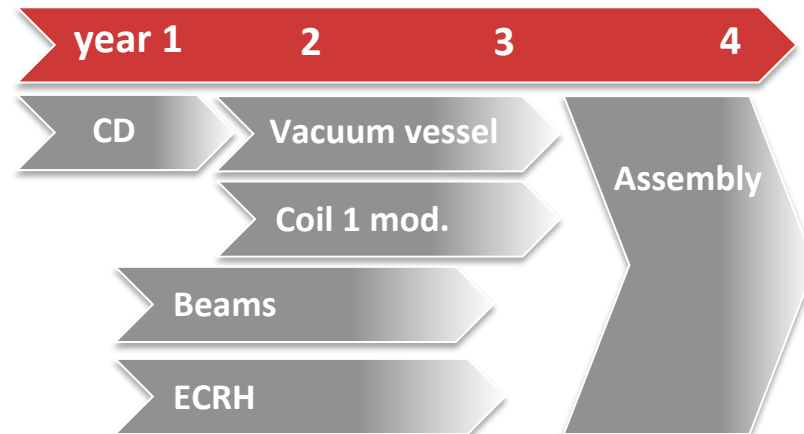 year 1 2 3 4
CD Vacuum vessel
Assembly
Coil 1 mod.
Beams
ECRH